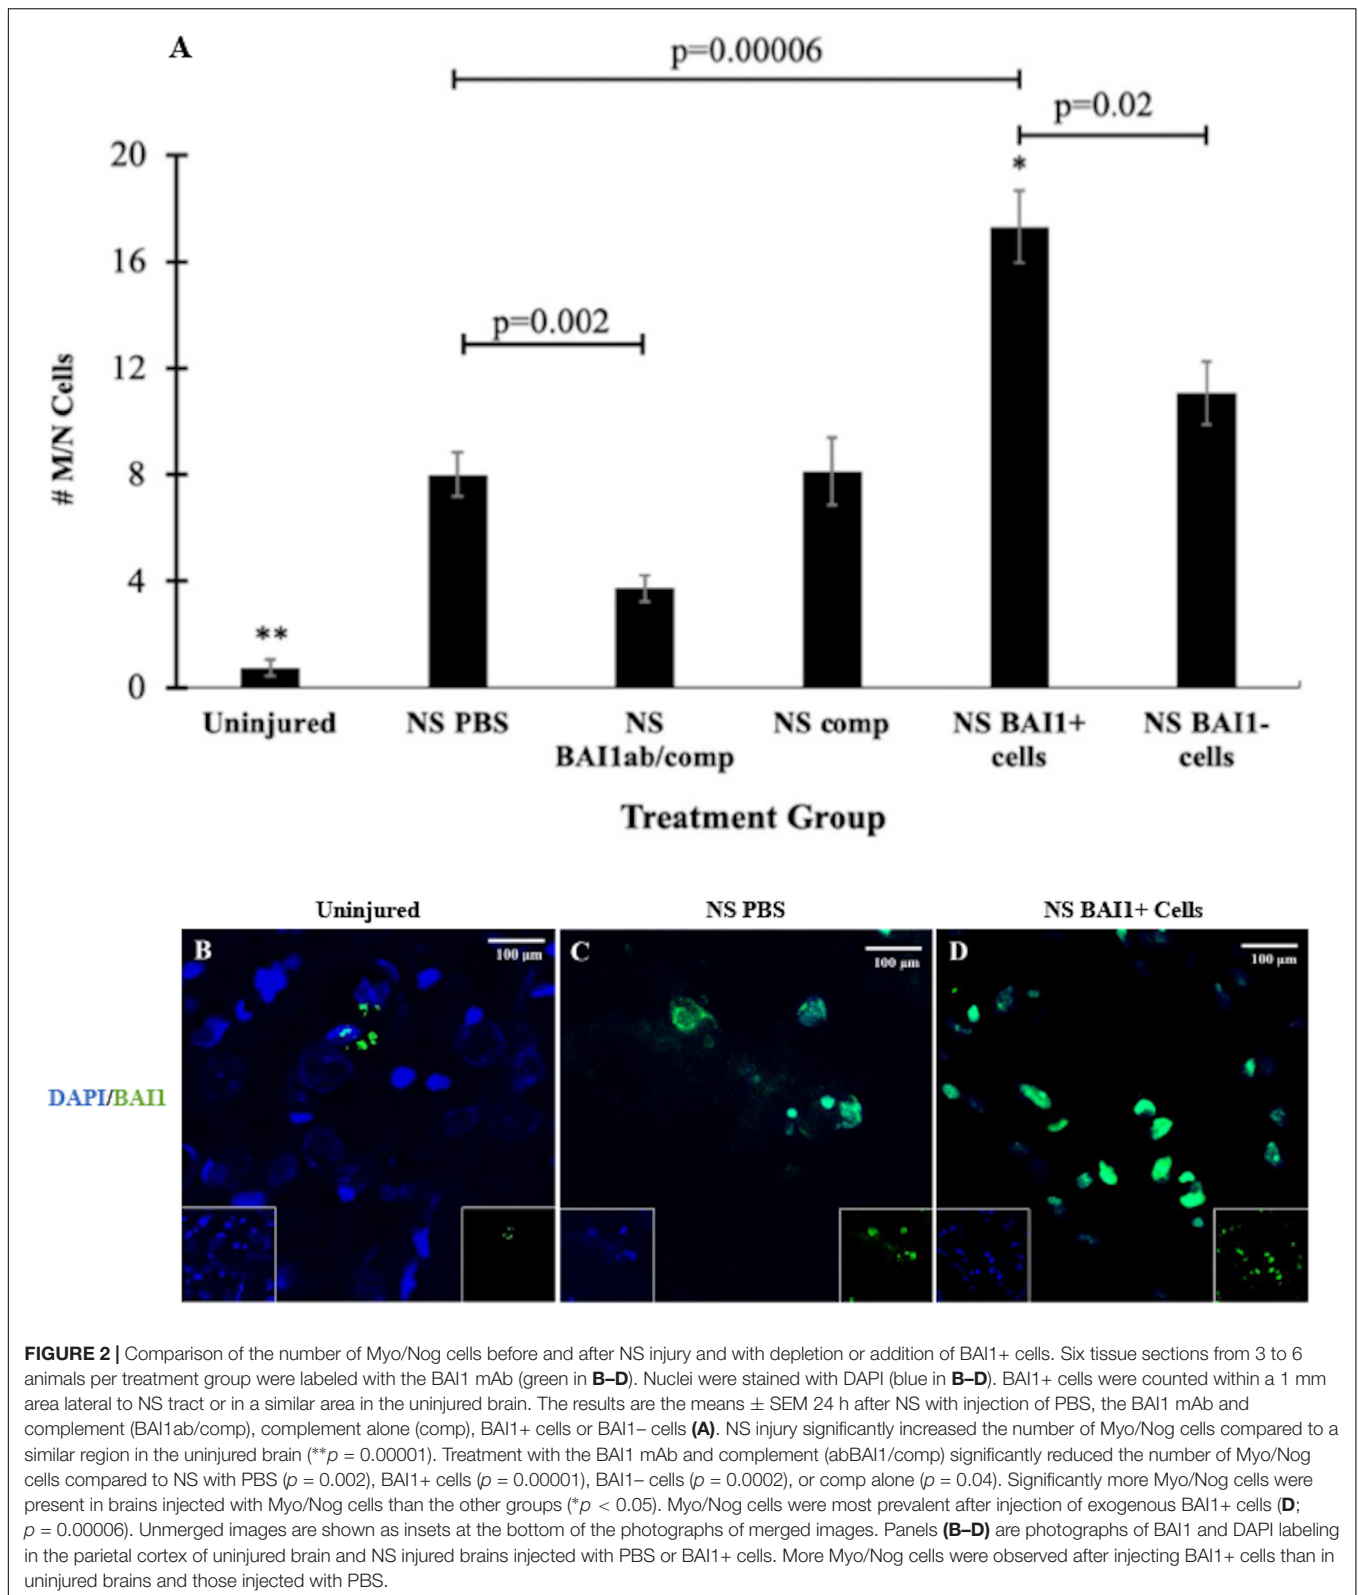 A
p=0.00006
p=0.02
20
*
16
p=0.002
12
# M/N Cells
8
4
**
0
Uninjured NS PBS NS BAI1ab/comp NS comp NS BAI1+ cells NS BAI1- cells
Treatment Group
Uninjured NS PBS NS BAI1+ Cells
B 100 μm C 100 μm D 100 μm
DAPI/BAI1
FIGURE 2 | Comparison of the number of Myo/Nog cells before and after NS injury and with depletion or addition of BAI1+ cells. Six tissue sections from 3 to 6
animals per treatment group were labeled with the BAI1 mAb (green in B–D). Nuclei were stained with DAPI (blue in B–D). BAI1+ cells were counted within a 1 mm
area lateral to NS tract or in a similar area in the uninjured brain. The results are the means ± SEM 24 h after NS with injection of PBS, the BAI1 mAb and
complement (BAI1ab/comp), complement alone (comp), BAI1+ cells or BAI1– cells (A). NS injury significantly increased the number of Myo/Nog cells compared to a
similar region in the uninjured brain (**p = 0.00001). Treatment with the BAI1 mAb and complement (abBAI1/comp) significantly reduced the number of Myo/Nog
cells compared to NS with PBS (p = 0.002), BAI1+ cells (p = 0.00001), BAI1– cells (p = 0.0002), or comp alone (p = 0.04). Significantly more Myo/Nog cells were
present in brains injected with Myo/Nog cells than the other groups (*p < 0.05). Myo/Nog cells were most prevalent after injection of exogenous BAI1+ cells (D;
p = 0.00006). Unmerged images are shown as insets at the bottom of the photographs of merged images. Panels (B–D) are photographs of BAI1 and DAPI labeling
in the parietal cortex of uninjured brain and NS injured brains injected with PBS or BAI1+ cells. More Myo/Nog cells were observed after injecting BAI1+ cells than in
uninjured brains and those injected with PBS.